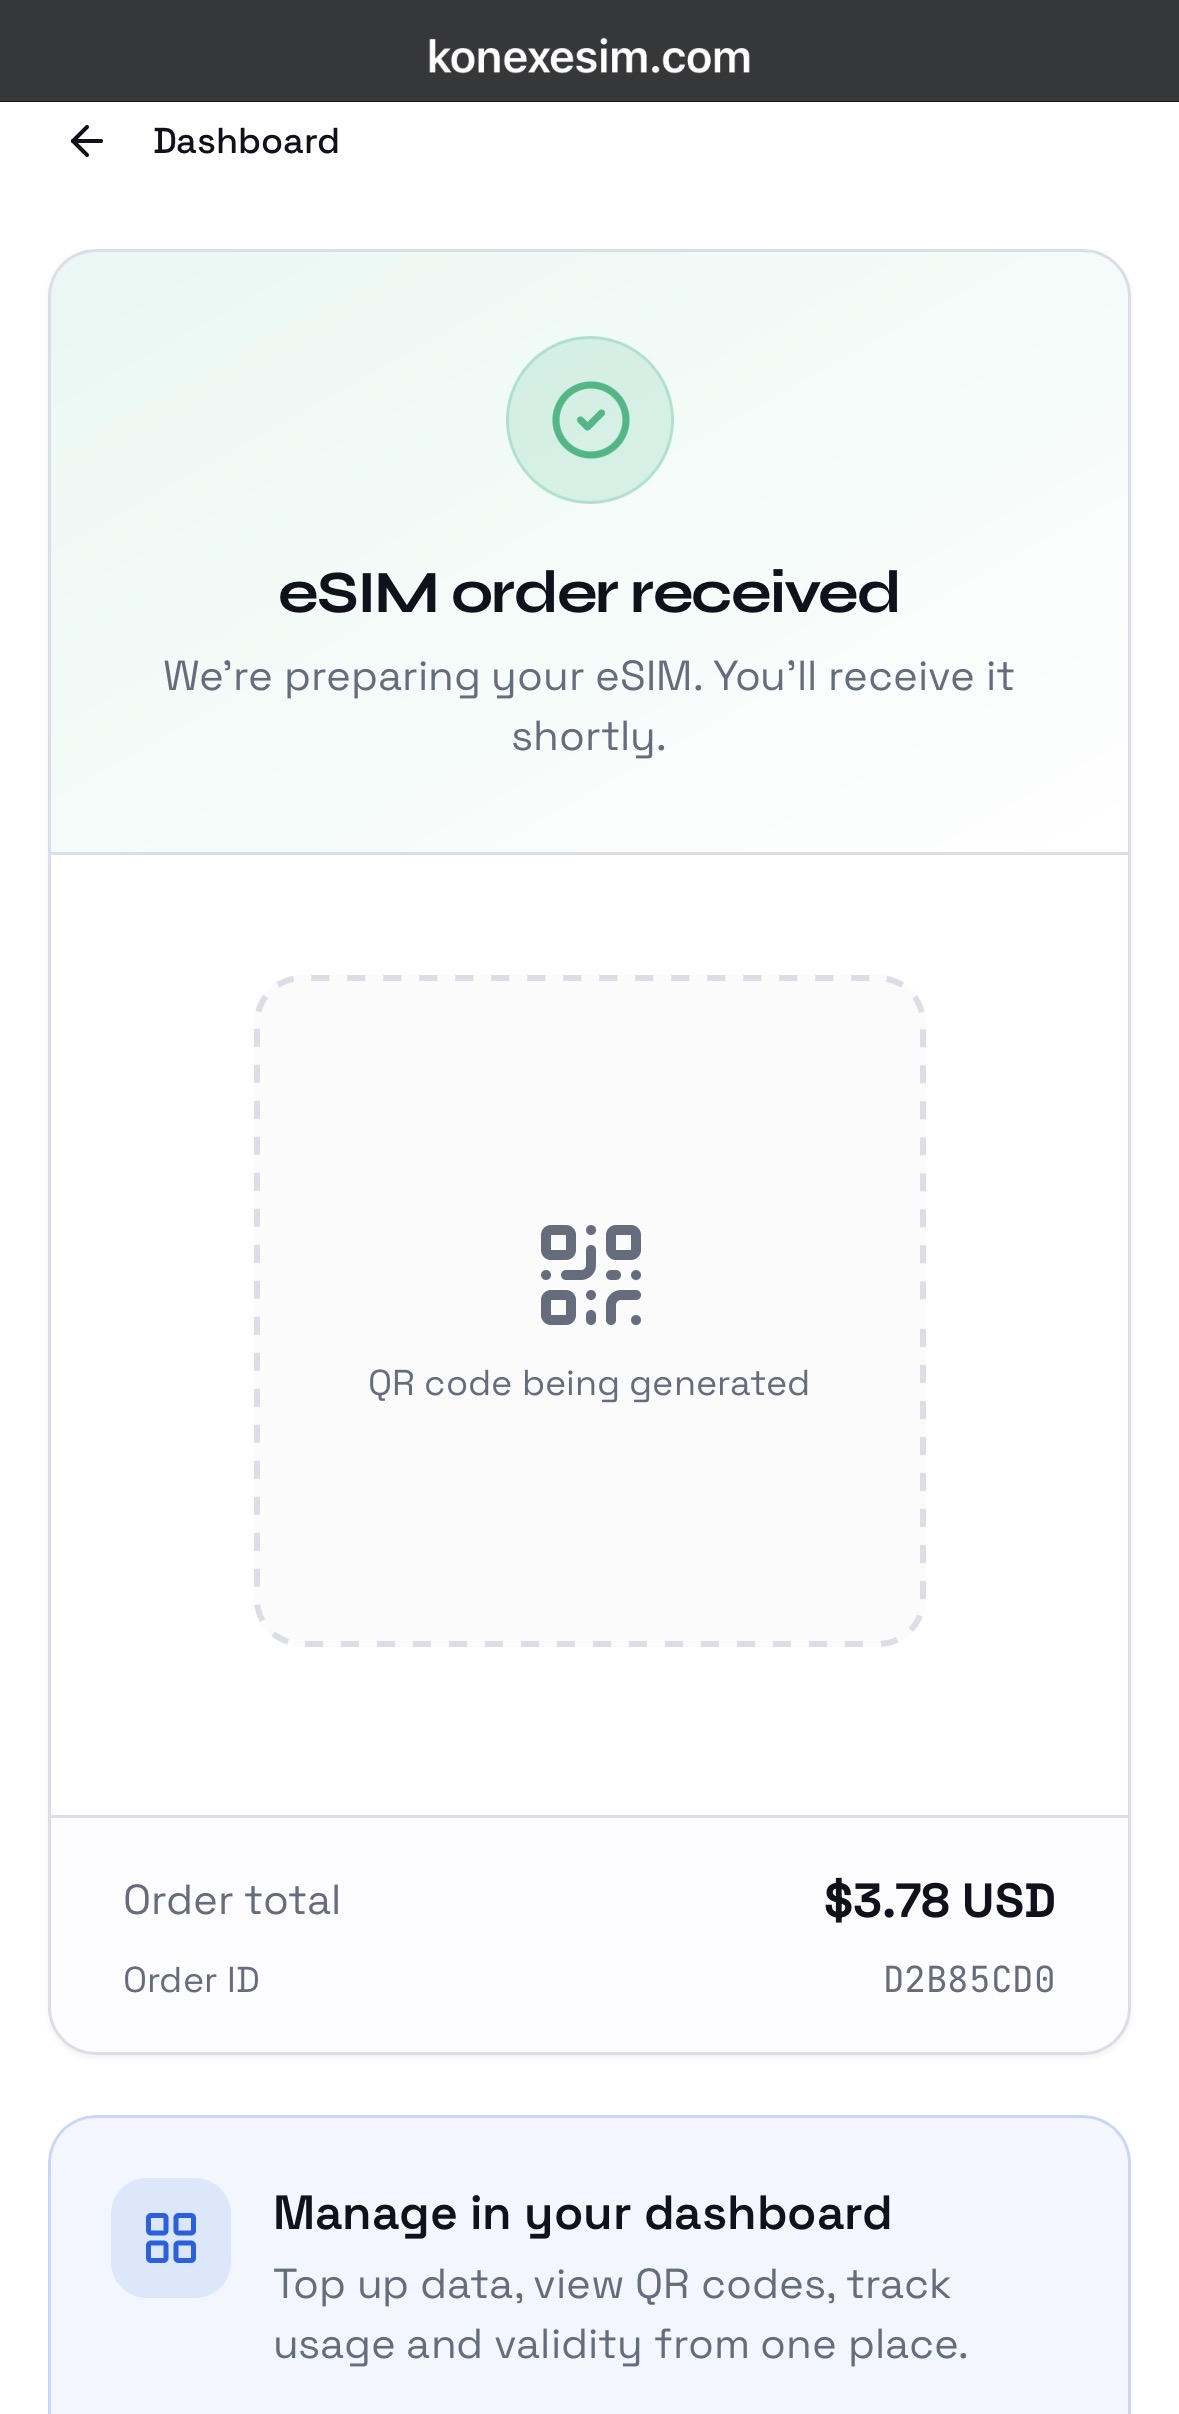 konexesim.com
Dashboard
eSIM order received
We're preparing your eSIM. You'll receive it
shortly.
QR code being generated
Order total $3.78 USD
Order ID D2B85CD0
Manage in your dashboard
Top up data, view QR codes, track
usage and validity from one place.